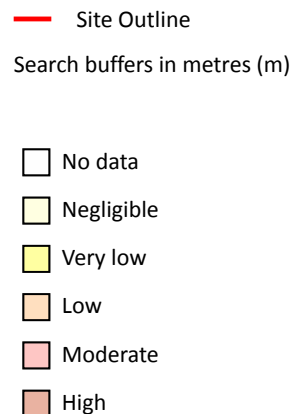 Site Outline
Search buffers in metres (m)
No data
Negligible
Very low
Low
Moderate
High